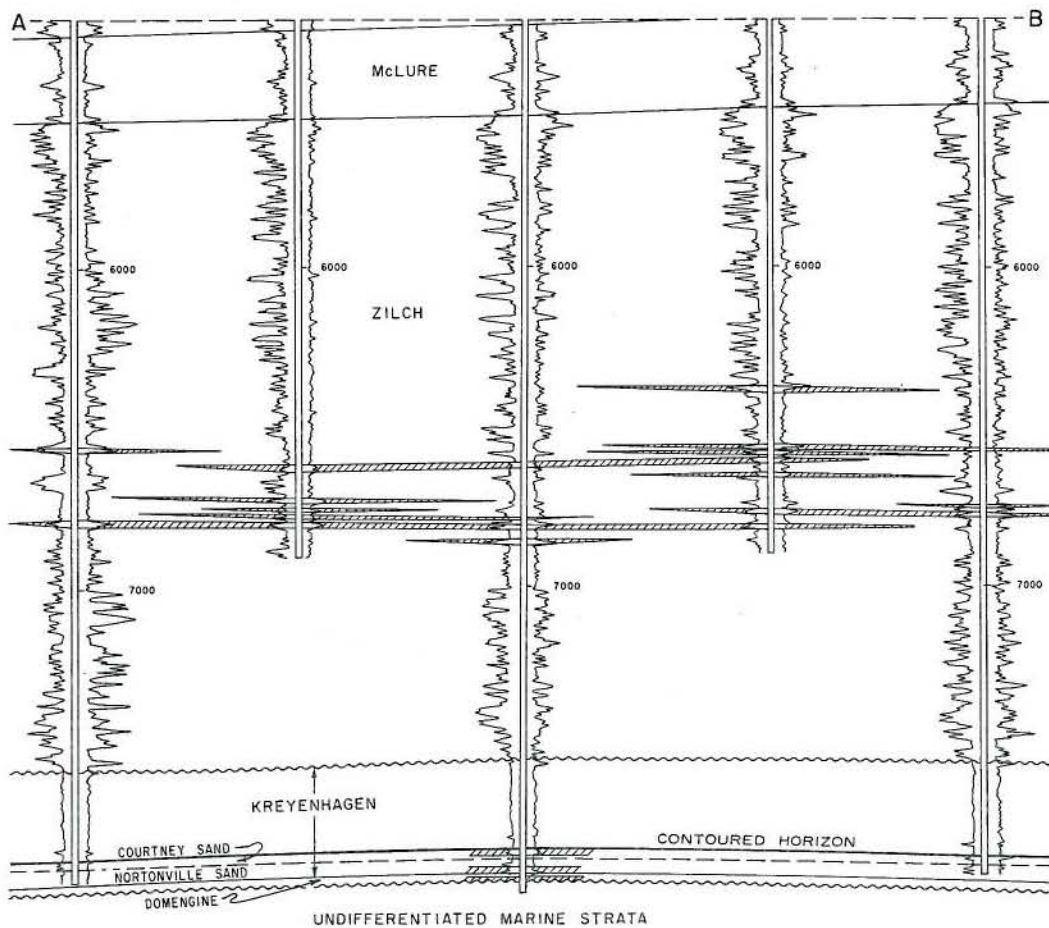 A
B
McLURE
6000
6000
6000
6000
6000
ZILCH
7000
7000
7000
KREYENHAGEN
COURTNEY SAND
CONTOURED HORIZON
NORTONVILLE SAND
DOMENGINE
UNDIFFERENTIATED MARINE STRATA